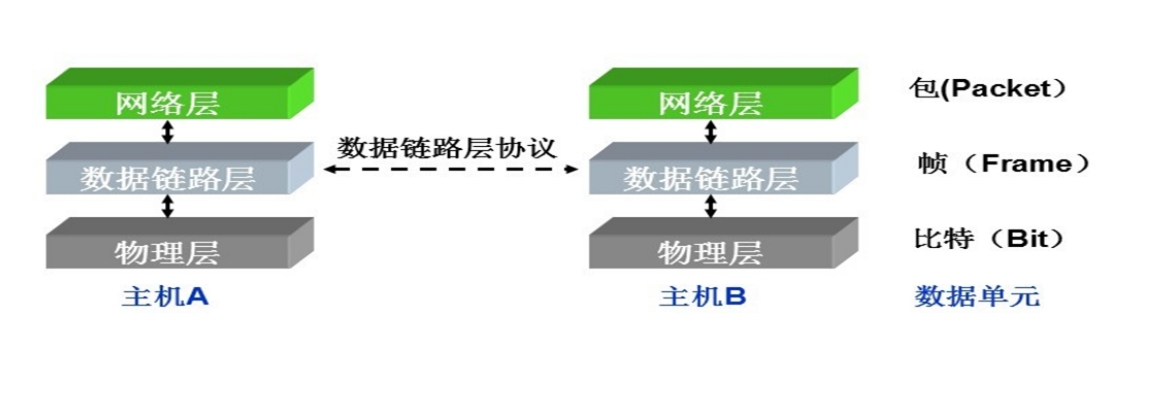 网络层 网络层 包(Packet）
数据链路层协议
数据链路层 数据链路层 帧（Frame）
物理层 物理层 比特（Bit）
主机A 主机B 数据单元